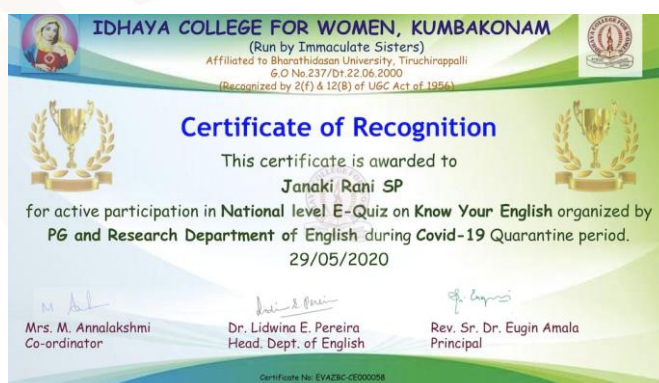 IDHAYA COLLEGE FOR WOMEN, KUMBAKONAM
(Run by Immaculate Sisters)
Affiliated to Bharathidasan University, Tiruchirappalli
G.O No.237/Dt.22.06.2000
(Recognized by 2(f) & 12(B) of UGC Act of 1956)
Certificate of Recognition
This certificate is awarded to
Janaki Rani SP
for active participation in National level E-Quiz on Know Your English organized by
PG and Research Department of English during Covid-19 Quarantine period.
29/05/2020
Mrs. M. Annalakshmi
Co-ordinator
Dr. Lidwina E. Pereira
Head. Dept. of English
Rev. Sr. Dr. Eugin Amala
Principal
Certificate No: EVAZBC-CE000058